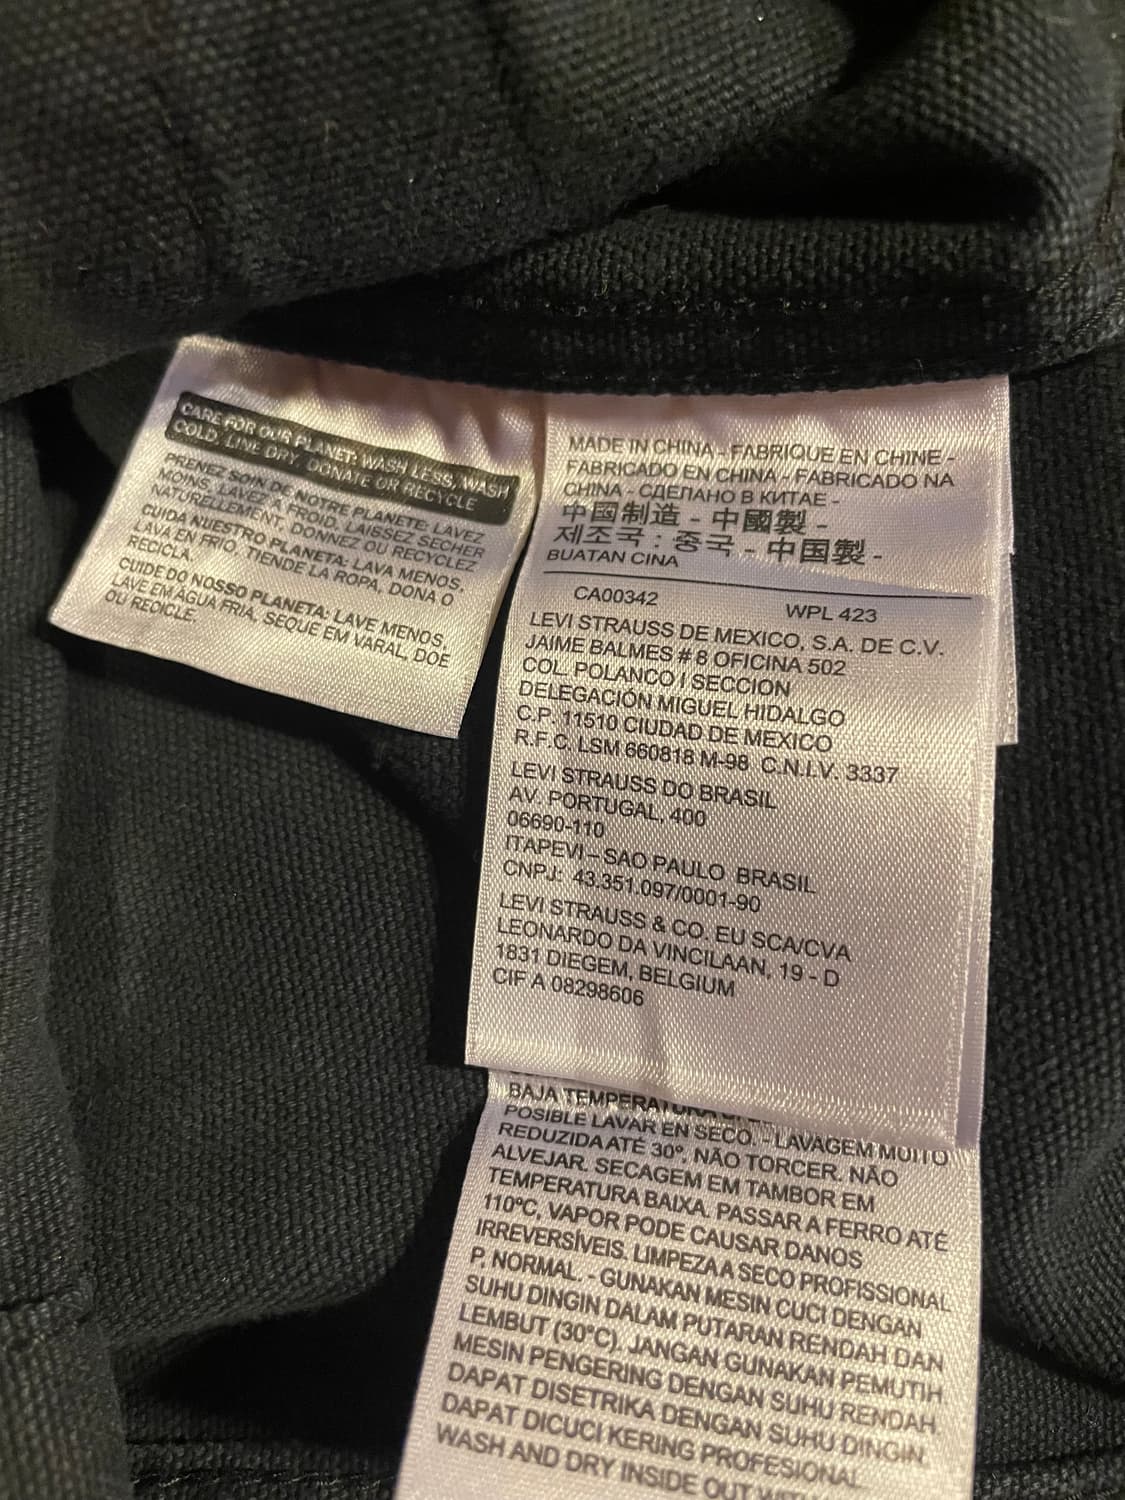 CARE FOR OUR PLANET: WASH LESS, WASH
COLD, LINE DRY, DONATE OR RECYCLE
PRENEZ SOIN DE NOTRE PLANETE: LAVEZ
MOINS, LAVEZ A FROID, LAISSEZ SECHER
NATURELLEMENT, DONNEZ OU RECYCLEZ
CUIDA NUESTRO PLANETA: LAVA MENOS,
LAVA EN FRIO, TIENDE LA ROPA, DONA O
RECICLA.
CUIDE DO NOSSO PLANETA: LAVE MENOS,
LAVE EM ÁGUA FRIA, SEQUE EM VARAL, DOE
OU RECICLE.
MADE IN CHINA - FABRIQUE EN CHINE -
FABRICADO EN CHINA - FABRICADO NA
CHINA - СДЕЛАНО В КИТАЕ -
中国制造 - 中國製 -
제조국 : 중국 - 中国製 -
BUATAN CINA
CA00342 WPL 423
LEVI STRAUSS DE MEXICO, S.A. DE C.V.
JAIME BALMES # 8 OFICINA 502
COL. POLANCO I SECCION
DELEGACIÓN MIGUEL HIDALGO
C.P. 11510 CIUDAD DE MEXICO
R.F.C. LSM 660818 M-98 C.N.I.V. 3337
LEVI STRAUSS DO BRASIL
AV. PORTUGAL, 400
06690-110
ITAPEVI – SAO PAULO BRASIL
CNPJ: 43.351.097/0001-90
LEVI STRAUSS & CO. EU SCA/CVA
LEONARDO DA VINCILAAN, 19 - D
1831 DIEGEM, BELGIUM
CIF A 08298606
BAJA TEMPERATURA
POSIBLE LAVAR EN SECO. - LAVAGEM MUITO
REDUZIDA ATÉ 30º. NÃO TORCER. NÃO
ALVEJAR. SECAGEM EM TAMBOR EM
TEMPERATURA BAIXA. PASSAR A FERRO ATÉ
110ºC, VAPOR PODE CAUSAR DANOS
IRREVERSÍVEIS. LIMPEZA A SECO PROFISSIONAL
P. NORMAL. - GUNAKAN MESIN CUCI DENGAN
SUHU DINGIN DALAM PUTARAN RENDAH DAN
LEMBUT (30°C). JANGAN GUNAKAN PEMUTIH.
MESIN PENGERING DENGAN SUHU RENDAH.
DAPAT DISETRIKA DENGAN SUHU DINGIN.
DAPAT DICUCI KERING PROFESIONAL.
WASH AND DRY INSIDE OUT WITH